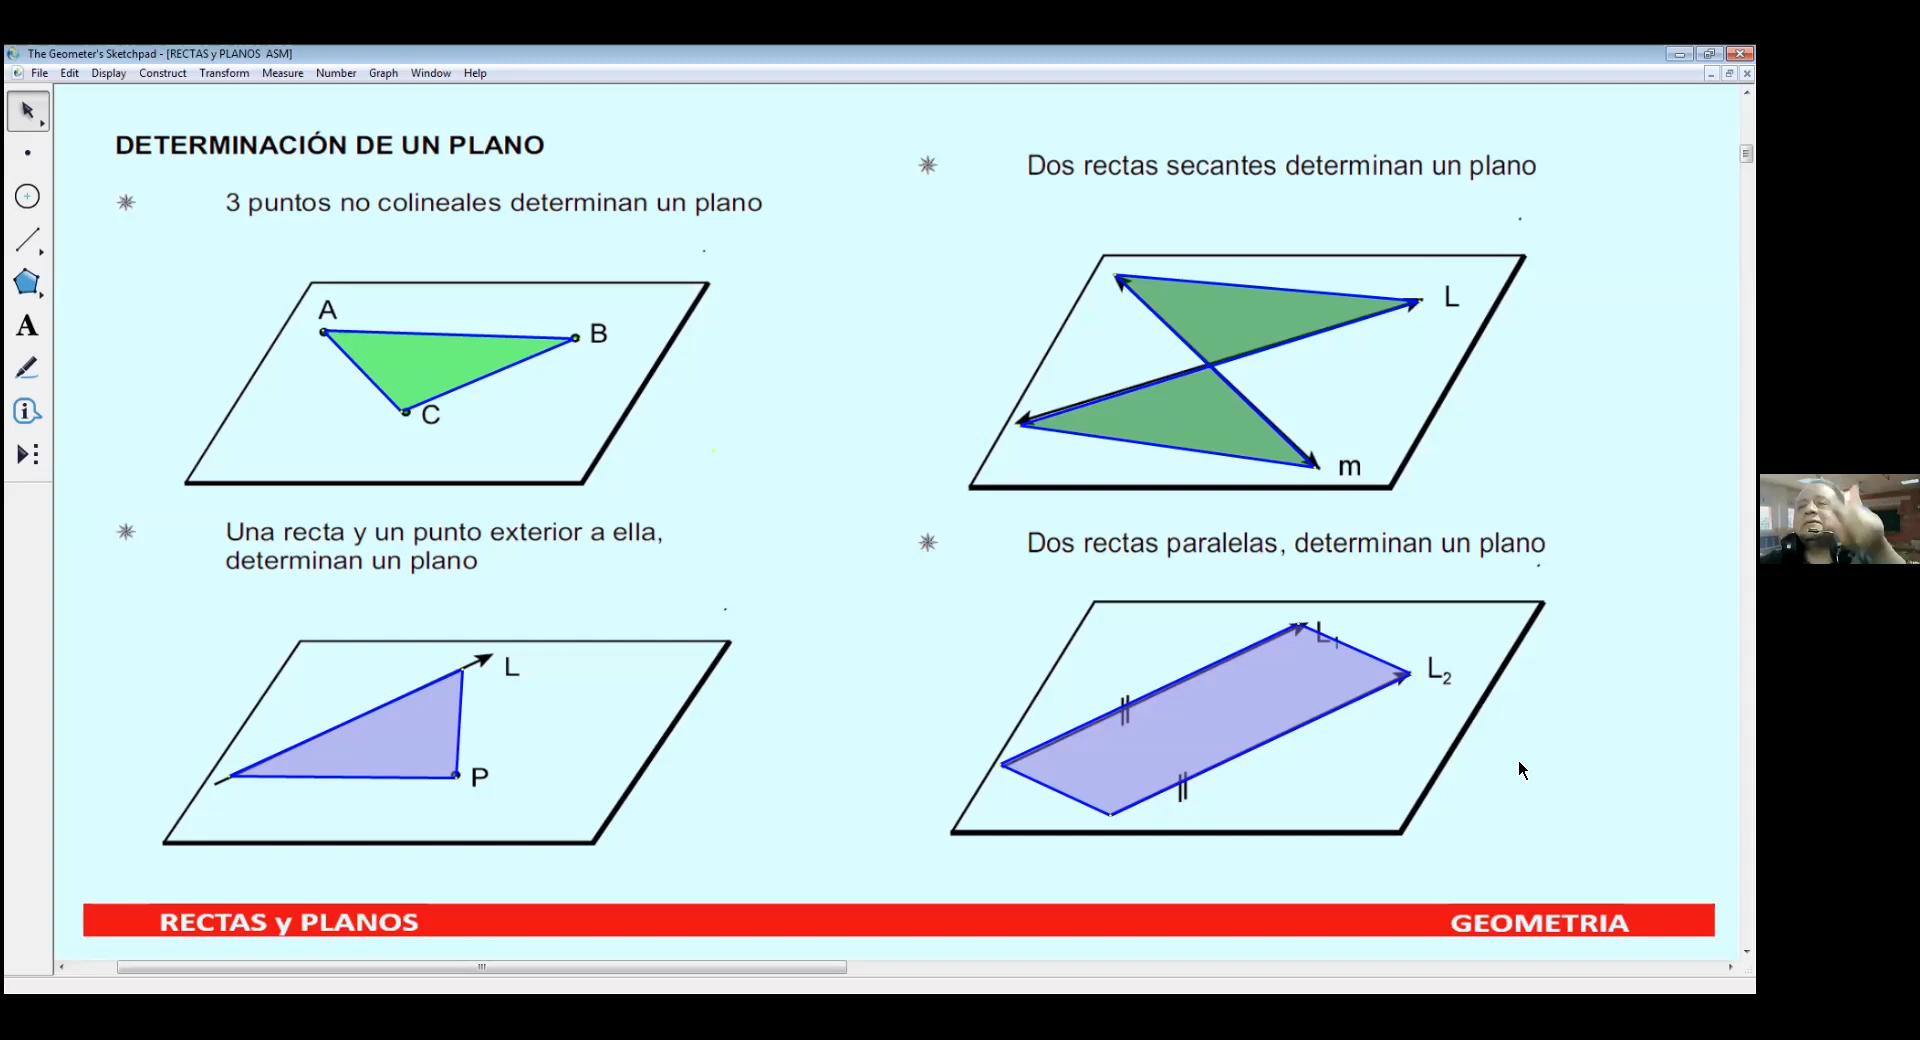 The Geometer's Sketchpad - [RECTAS y PLANOS ASM]
File Edit Display Construct Transform Measure Number Graph Window Help
DETERMINACIÓN DE UN PLANO
3 puntos no colineales determinan un plano
A
B
C
Una recta y un punto exterior a ella,
determinan un plano
L
P
Dos rectas secantes determinan un plano
L
m
Dos rectas paralelas, determinan un plano
L1
L2
A
RECTAS y PLANOS
GEOMETRIA